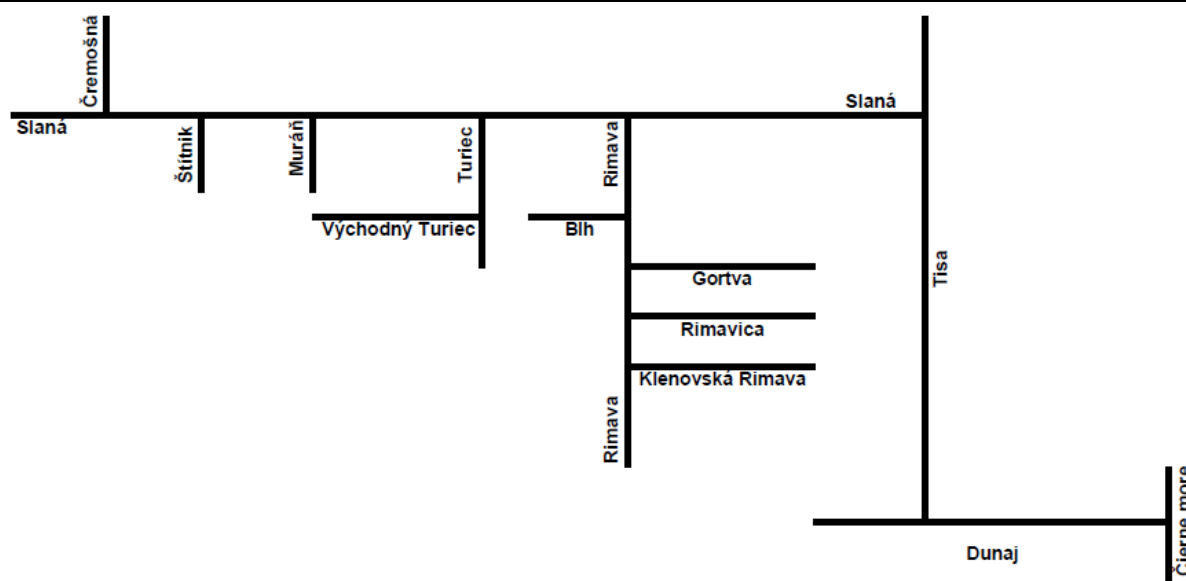 Čremošná
Slaná
Slaná
Štítnik
Muráň
Turiec
Rimava
Východný Turiec
Blh
Gortva
Tisa
Rimavica
Klenovská Rimava
Rimava
Čierne more
Dunaj